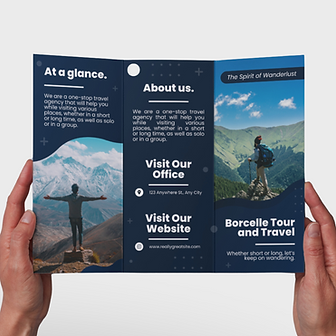 At a glance.
We are a one-stop travel
agency that will help you
while visiting various
places, whether in a short
or long time, as well as solo
or in a group.
About us.
We are a one-stop travel
agency that will help you
while visiting various
places, whether in a short
or long time, as well as solo
or in a group.
Visit Our
Office
123 Anywhere St., Any City
Visit Our
Website
www.reallygreatsite.com
The Spirit of Wanderlust
Borcelle Tour
and Travel
Whether short or long, let's
keep on wandering.